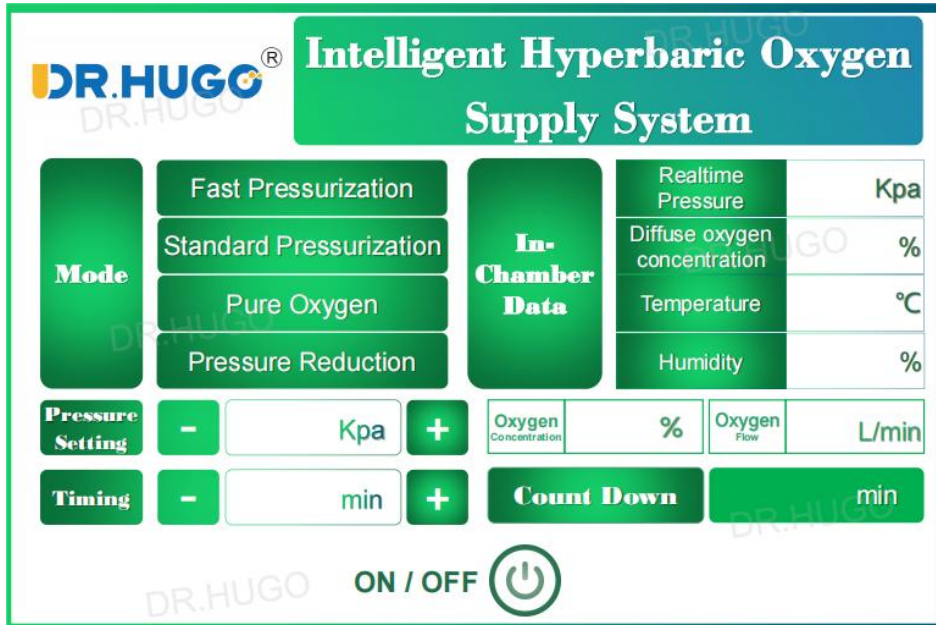 DR.HUGO®
Intelligent Hyperbaric Oxygen
Supply System
Mode
Fast Pressurization
Standard Pressurization
Pure Oxygen
Pressure Reduction
In-
Chamber
Data
Realtime
Pressure
Kpa
Diffuse oxygen
concentration
%
Temperature
℃
Humidity
%
Pressure
Setting
-
Kpa
+
Oxygen
Concentration
%
Oxygen
Flow
L/min
Timing
-
min
+
Count Down
min
ON / OFF
DR.HUGO
DR.HUGO
DR.HUGO
DR.HUGO
DR.HUGO
DR.HUGO